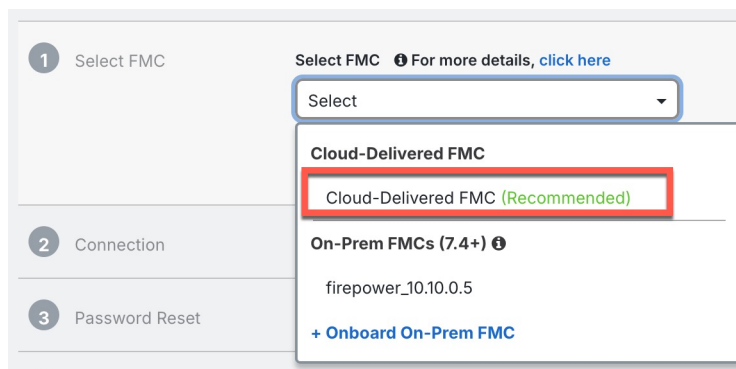 1 Select FMC
Select FMC For more details, click here
Select
Cloud-Delivered FMC
Cloud-Delivered FMC (Recommended)
On-Prem FMCs (7.4+)
firepower_10.10.0.5
+ Onboard On-Prem FMC
2 Connection
3 Password Reset